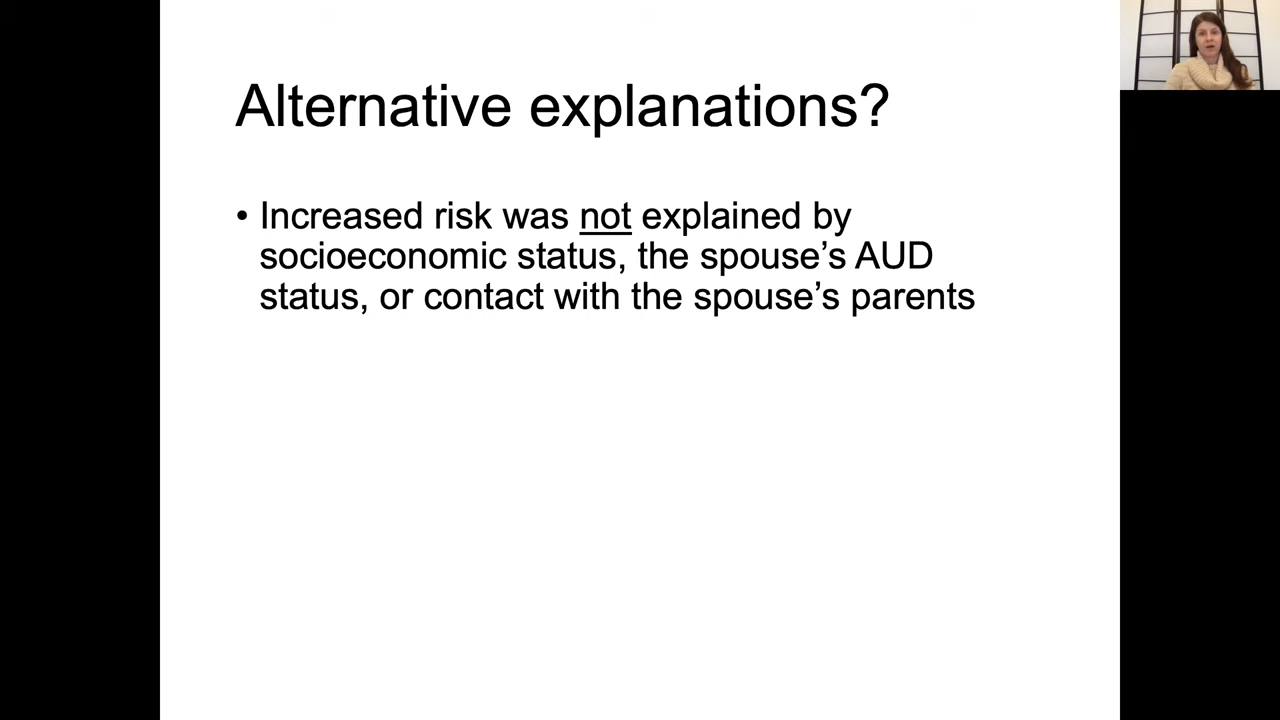 Alternative explanations?
• Increased risk was not explained by
socioeconomic status, the spouse’s AUD
status, or contact with the spouse’s parents